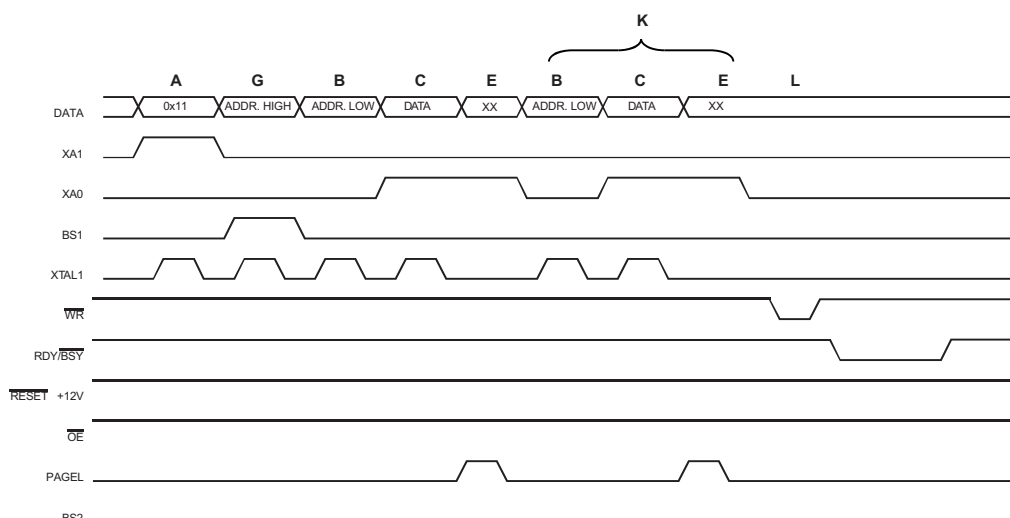 K
A G B C E B C E L
DATA 0x11 ADDR. HIGH ADDR. LOW DATA XX ADDR. LOW DATA XX
XA1
XA0
BS1
XTAL1
WR
RDY/BSY
RESET +12V
OE
PAGEL
BS2